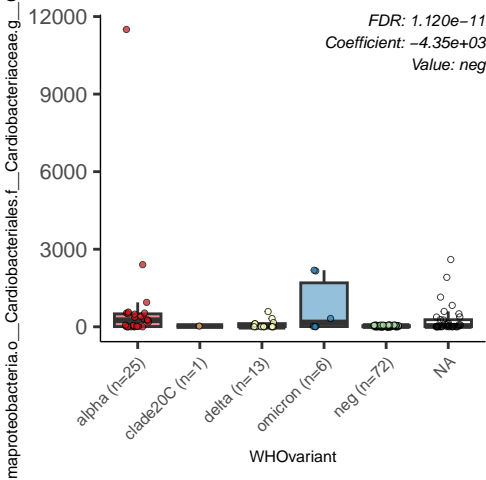 maproteobacteria.o__Cardiobacteriales.f__Cardiobacteriaceae.g__
FDR: 1.120e−11
Coefficient: −4.35e+03
Value: neg
12000
9000
6000
3000
0
alpha (n=25)
clade20C (n=1)
delta (n=13)
omicron (n=6)
neg (n=72)
NA
WHOvariant